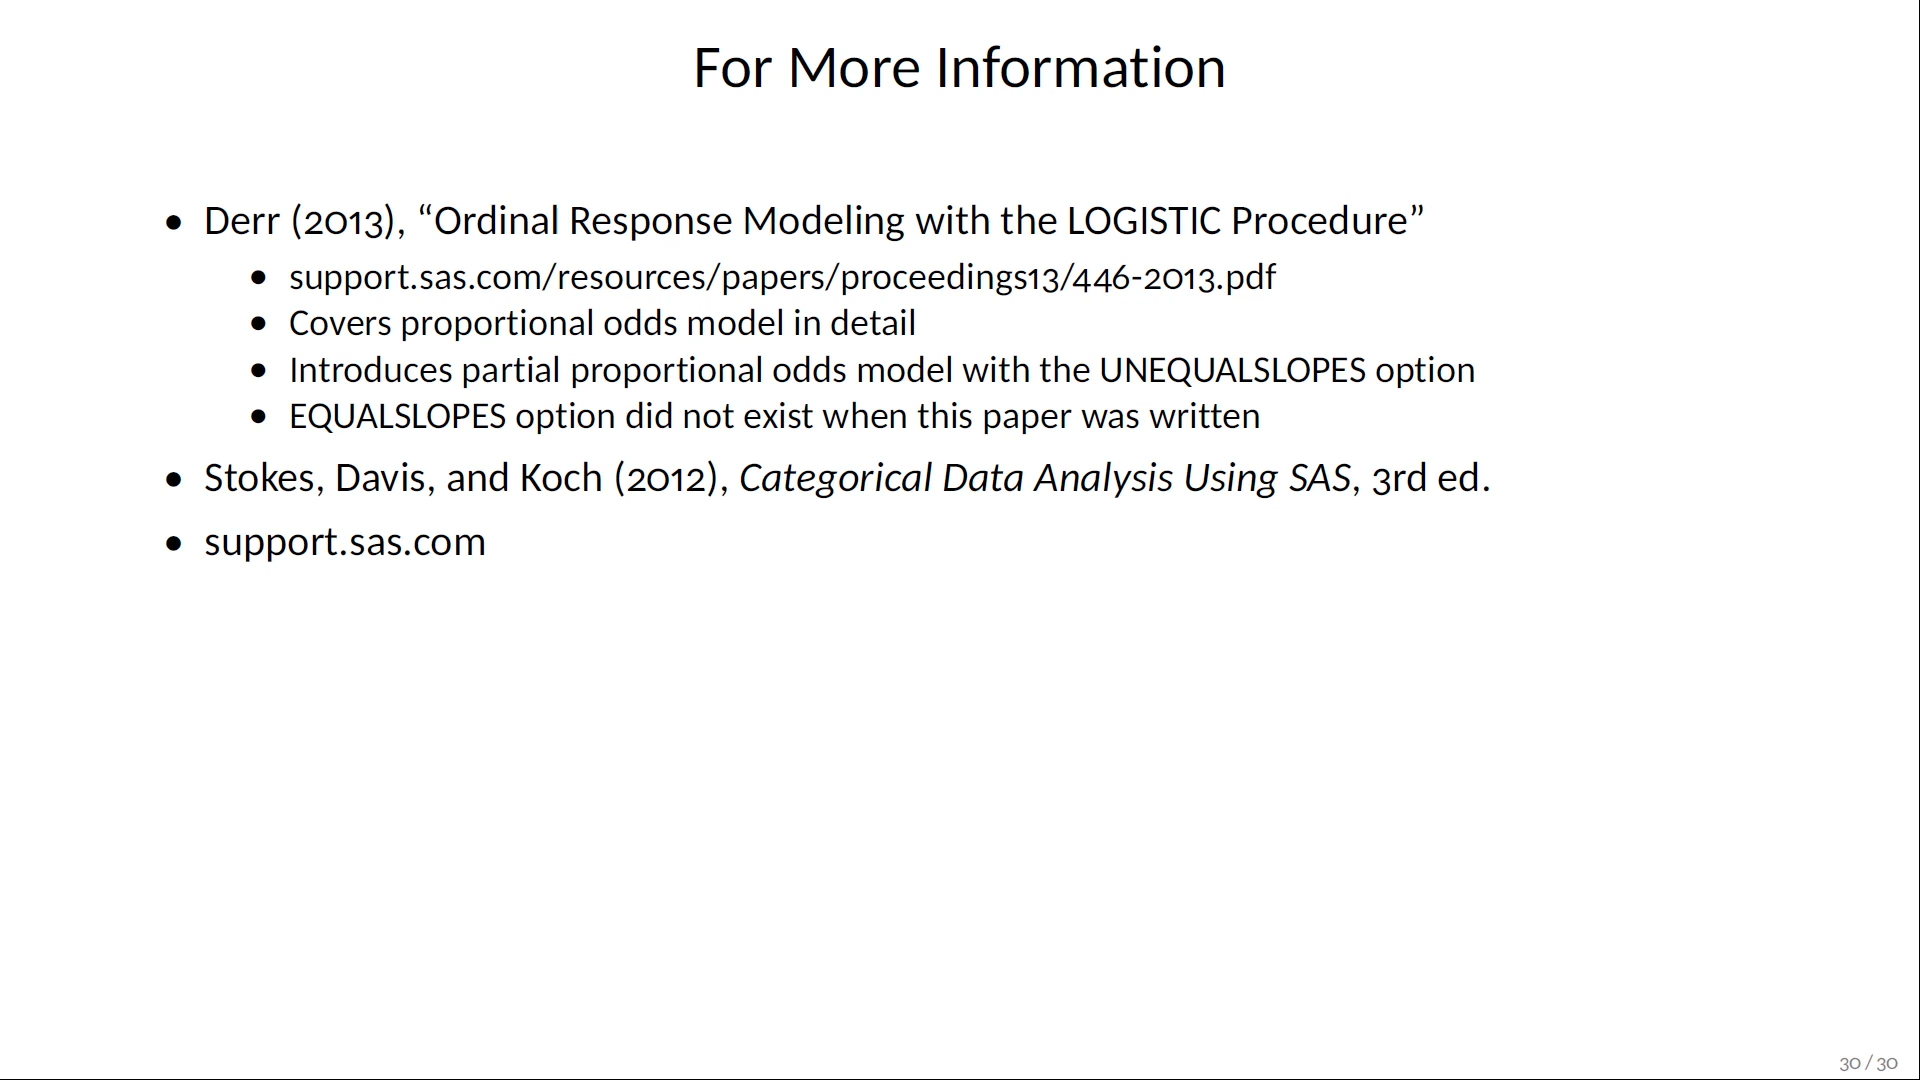 For More Information
• Derr (2013), “Ordinal Response Modeling with the LOGISTIC Procedure”
• support.sas.com/resources/papers/proceedings13/446-2013.pdf
• Covers proportional odds model in detail
• Introduces partial proportional odds model with the UNEQUALSLOPES option
• EQUALSLOPES option did not exist when this paper was written
• Stokes, Davis, and Koch (2012), Categorical Data Analysis Using SAS, 3rd ed.
• support.sas.com
30 / 30